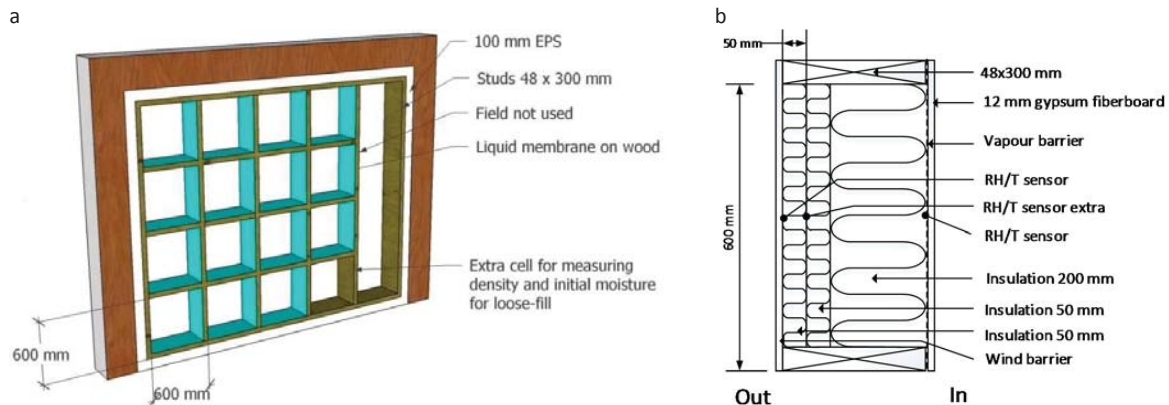 a
100 mm EPS
Studs 48 x 300 mm
Field not used
Liquid membrane on wood
Extra cell for measuring
density and initial moisture
for loose-fill
600 mm
600 mm
b
50 mm
48x300 mm
12 mm gypsum fiberboard
Vapour barrier
RH/T sensor
RH/T sensor extra
RH/T sensor
600 mm
Insulation 200 mm
Insulation 50 mm
Insulation 50 mm
Wind barrier
Out
In